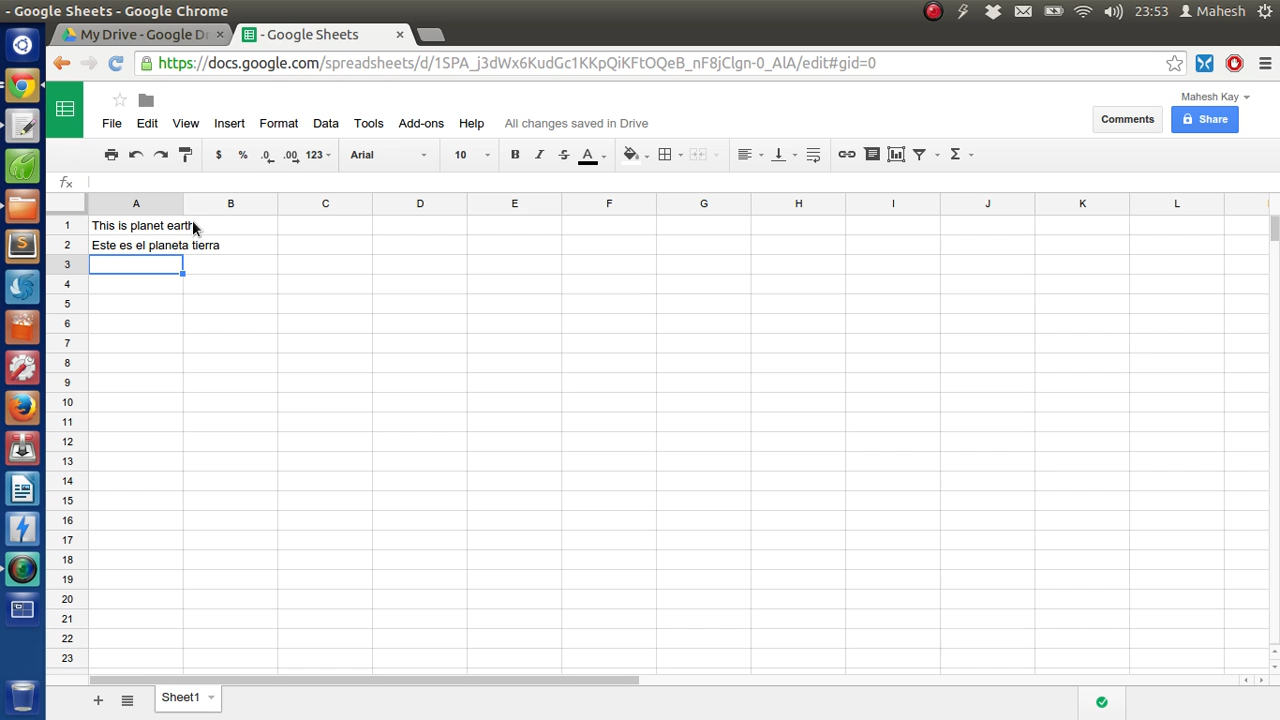 - Google Sheets - Google Chrome
23:53 Mahesh
My Drive - Google Dr
- Google Sheets
https://docs.google.com/spreadsheets/d/1SPA_j3dWx6KudGc1KKpQiKFtOQeB_nF8jClgn-0_AlA/edit#gid=0
Mahesh Kay
File Edit View Insert Format Data Tools Add-ons Help All changes saved in Drive
Comments Share
$ % .0 .00 123 Arial 10 B I S A Σ
fx
A B C D E F G H I J K L
1 This is planet earth
2 Este es el planeta tierra
3
4
5
6
7
8
9
10
11
12
13
14
15
16
17
18
19
20
21
22
23
Sheet1